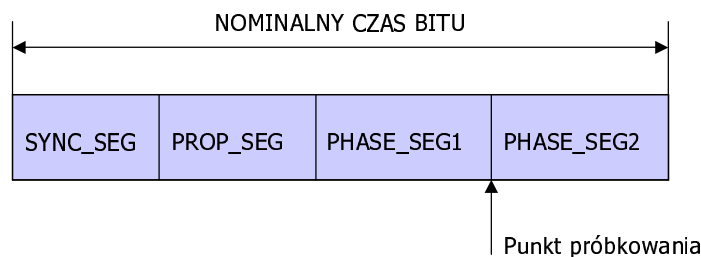 NOMINALNY CZAS BITU
SYNC_SEG PROP_SEG PHASE_SEG1 PHASE_SEG2
Punkt próbkowania